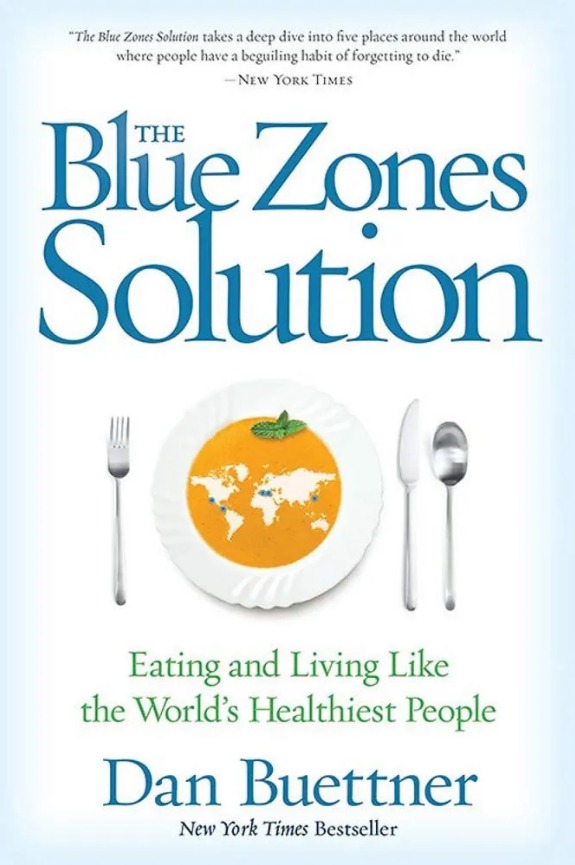 "The Blue Zones Solution takes a deep dive into five places around the world
where people have a beguiling habit of forgetting to die."
—NEW YORK TIMES
THE
Blue Zones
Solution
Eating and Living Like
the World's Healthiest People
Dan Buettner
New York Times Bestseller